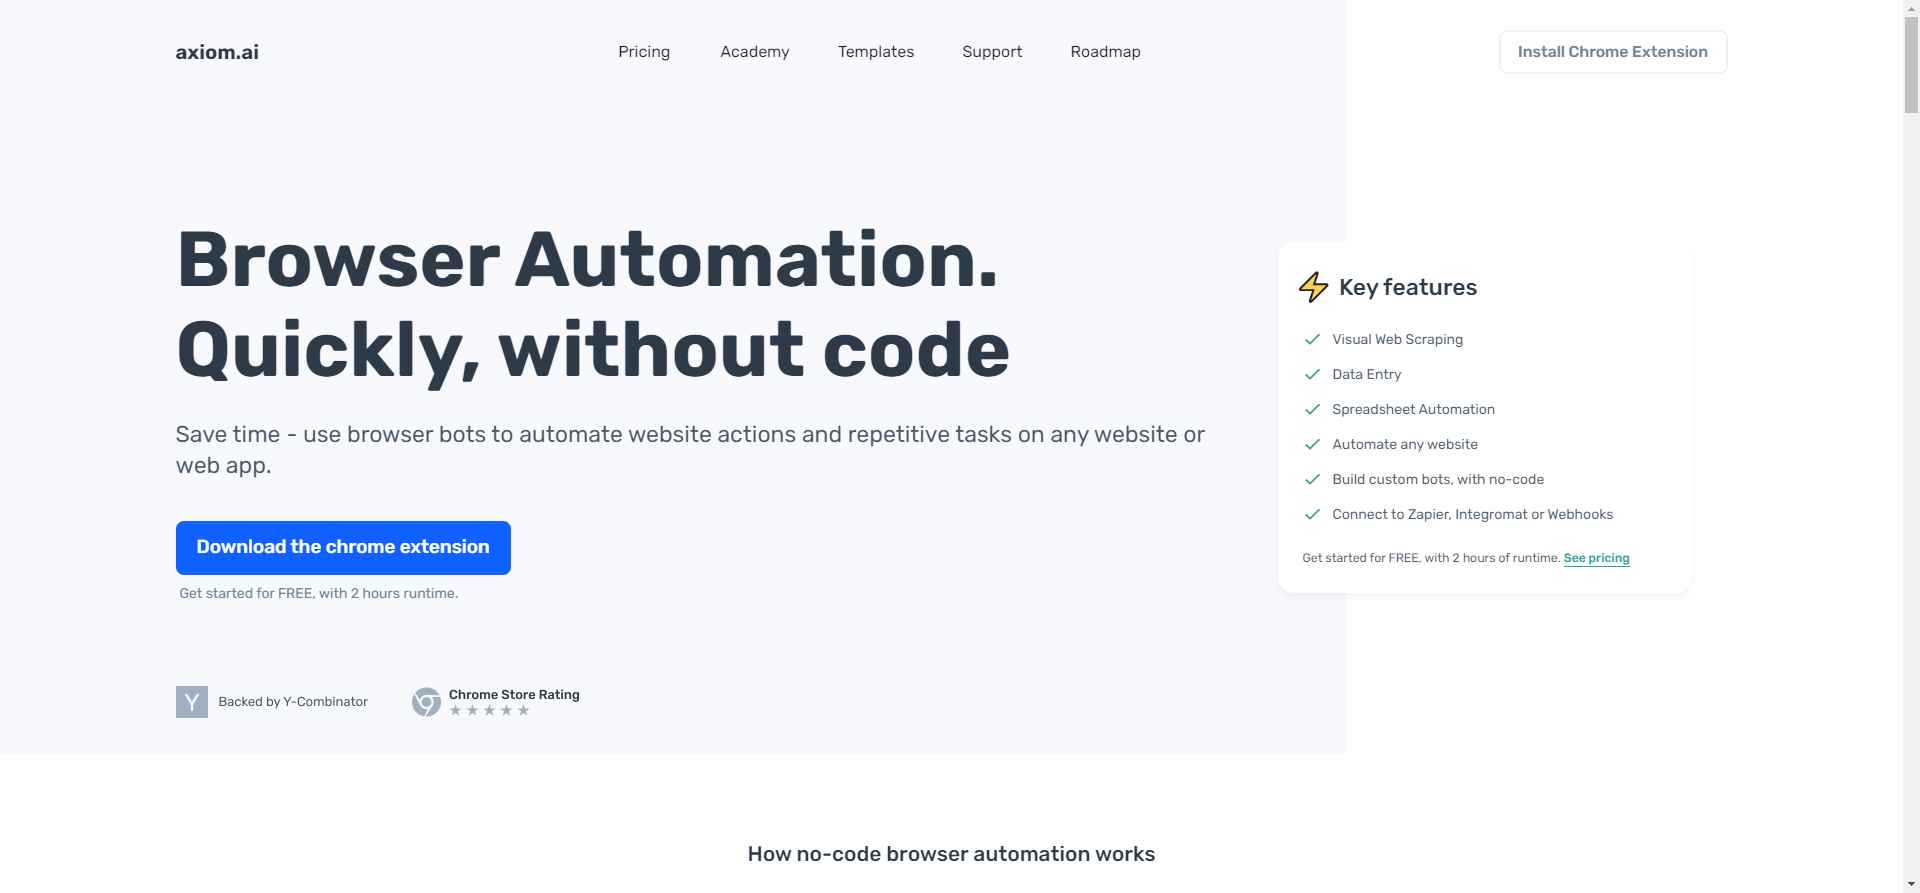 axiom.ai
Pricing
Academy
Templates
Support
Roadmap
Install Chrome Extension
Browser Automation.
Quickly, without code
Save time - use browser bots to automate website actions and repetitive tasks on any website or
web app.
Download the chrome extension
Get started for FREE, with 2 hours runtime.
Y
Backed by Y-Combinator
Chrome Store Rating
Key features
Visual Web Scraping
Data Entry
Spreadsheet Automation
Automate any website
Build custom bots, with no-code
Connect to Zapier, Integromat or Webhooks
Get started for FREE, with 2 hours of runtime. See pricing
How no-code browser automation works